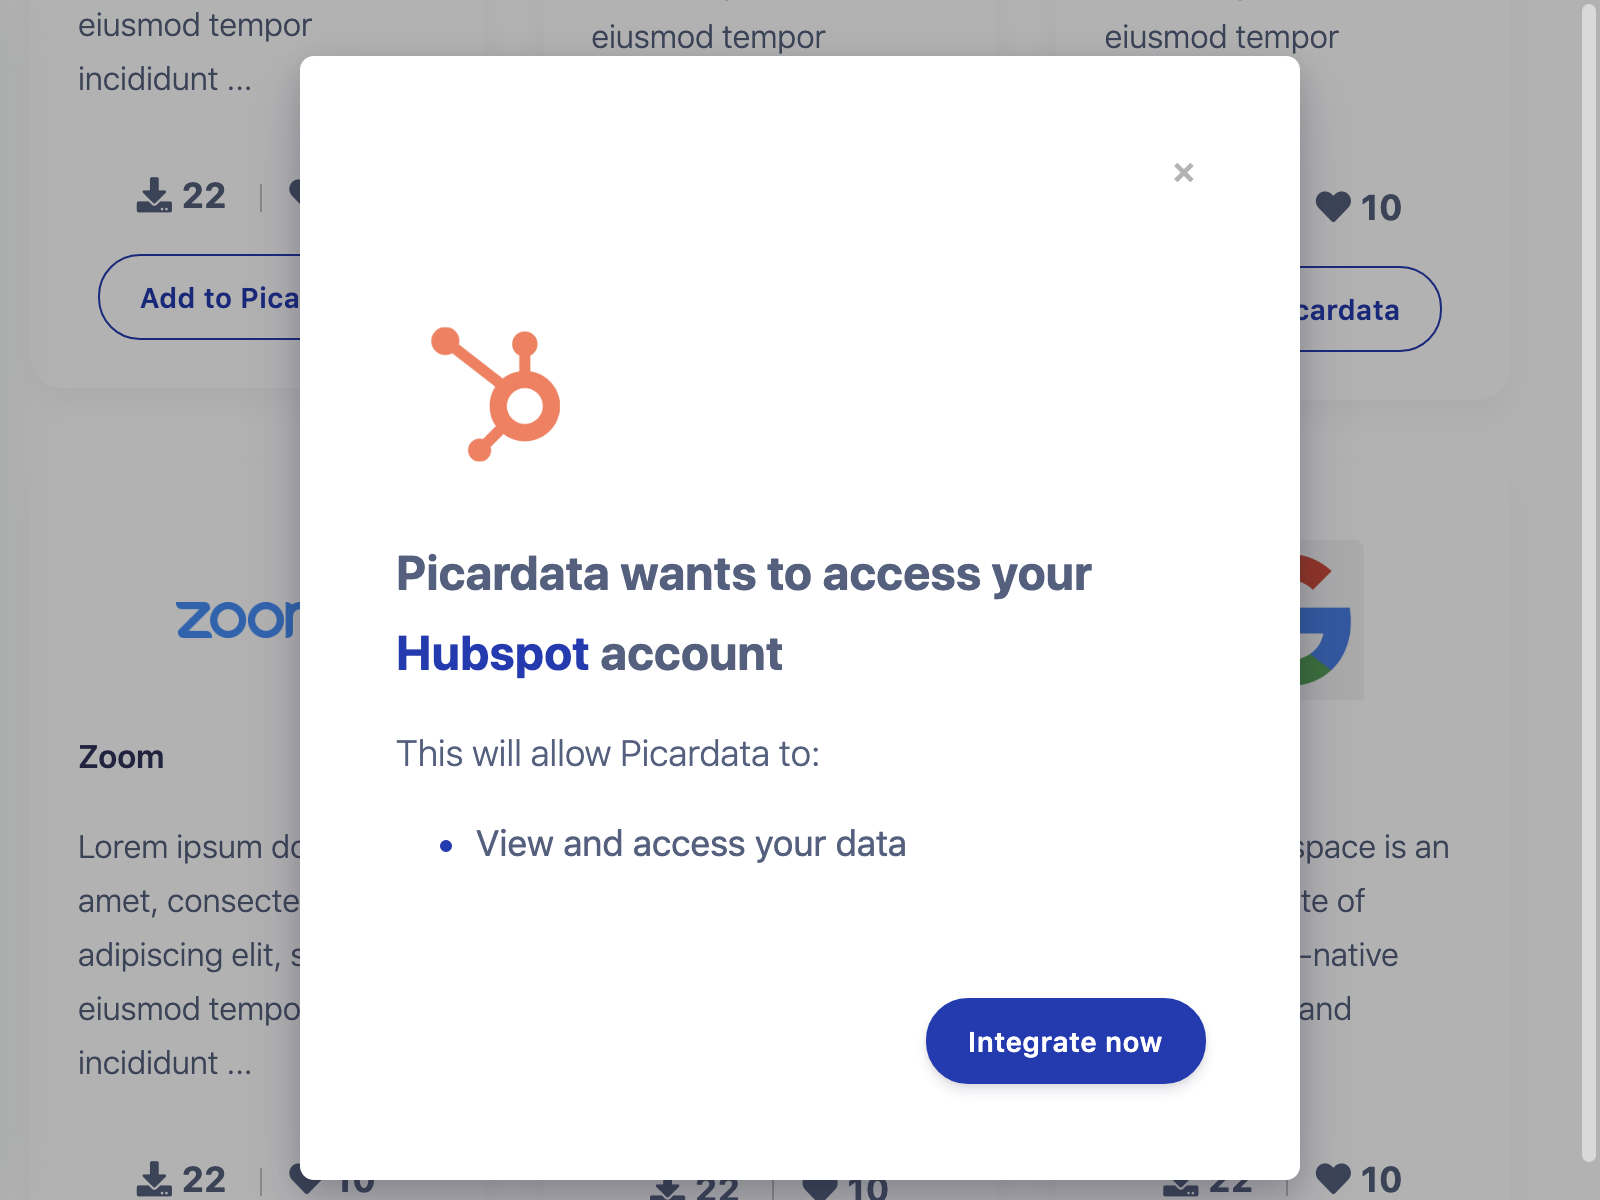 eiusmod tempor
incididunt ...
22
Add to Pica
eiusmod tempor
eiusmod tempor
10
cardata
Picardata wants to access your
Hubspot account
This will allow Picardata to:
View and access your data
Integrate now
zoom
Zoom
Lorem ipsum do
amet, consecte
adipiscing elit, s
eiusmod tempo
incididunt ...
22
10
22
10
space is an
te of
-native
and
22
10